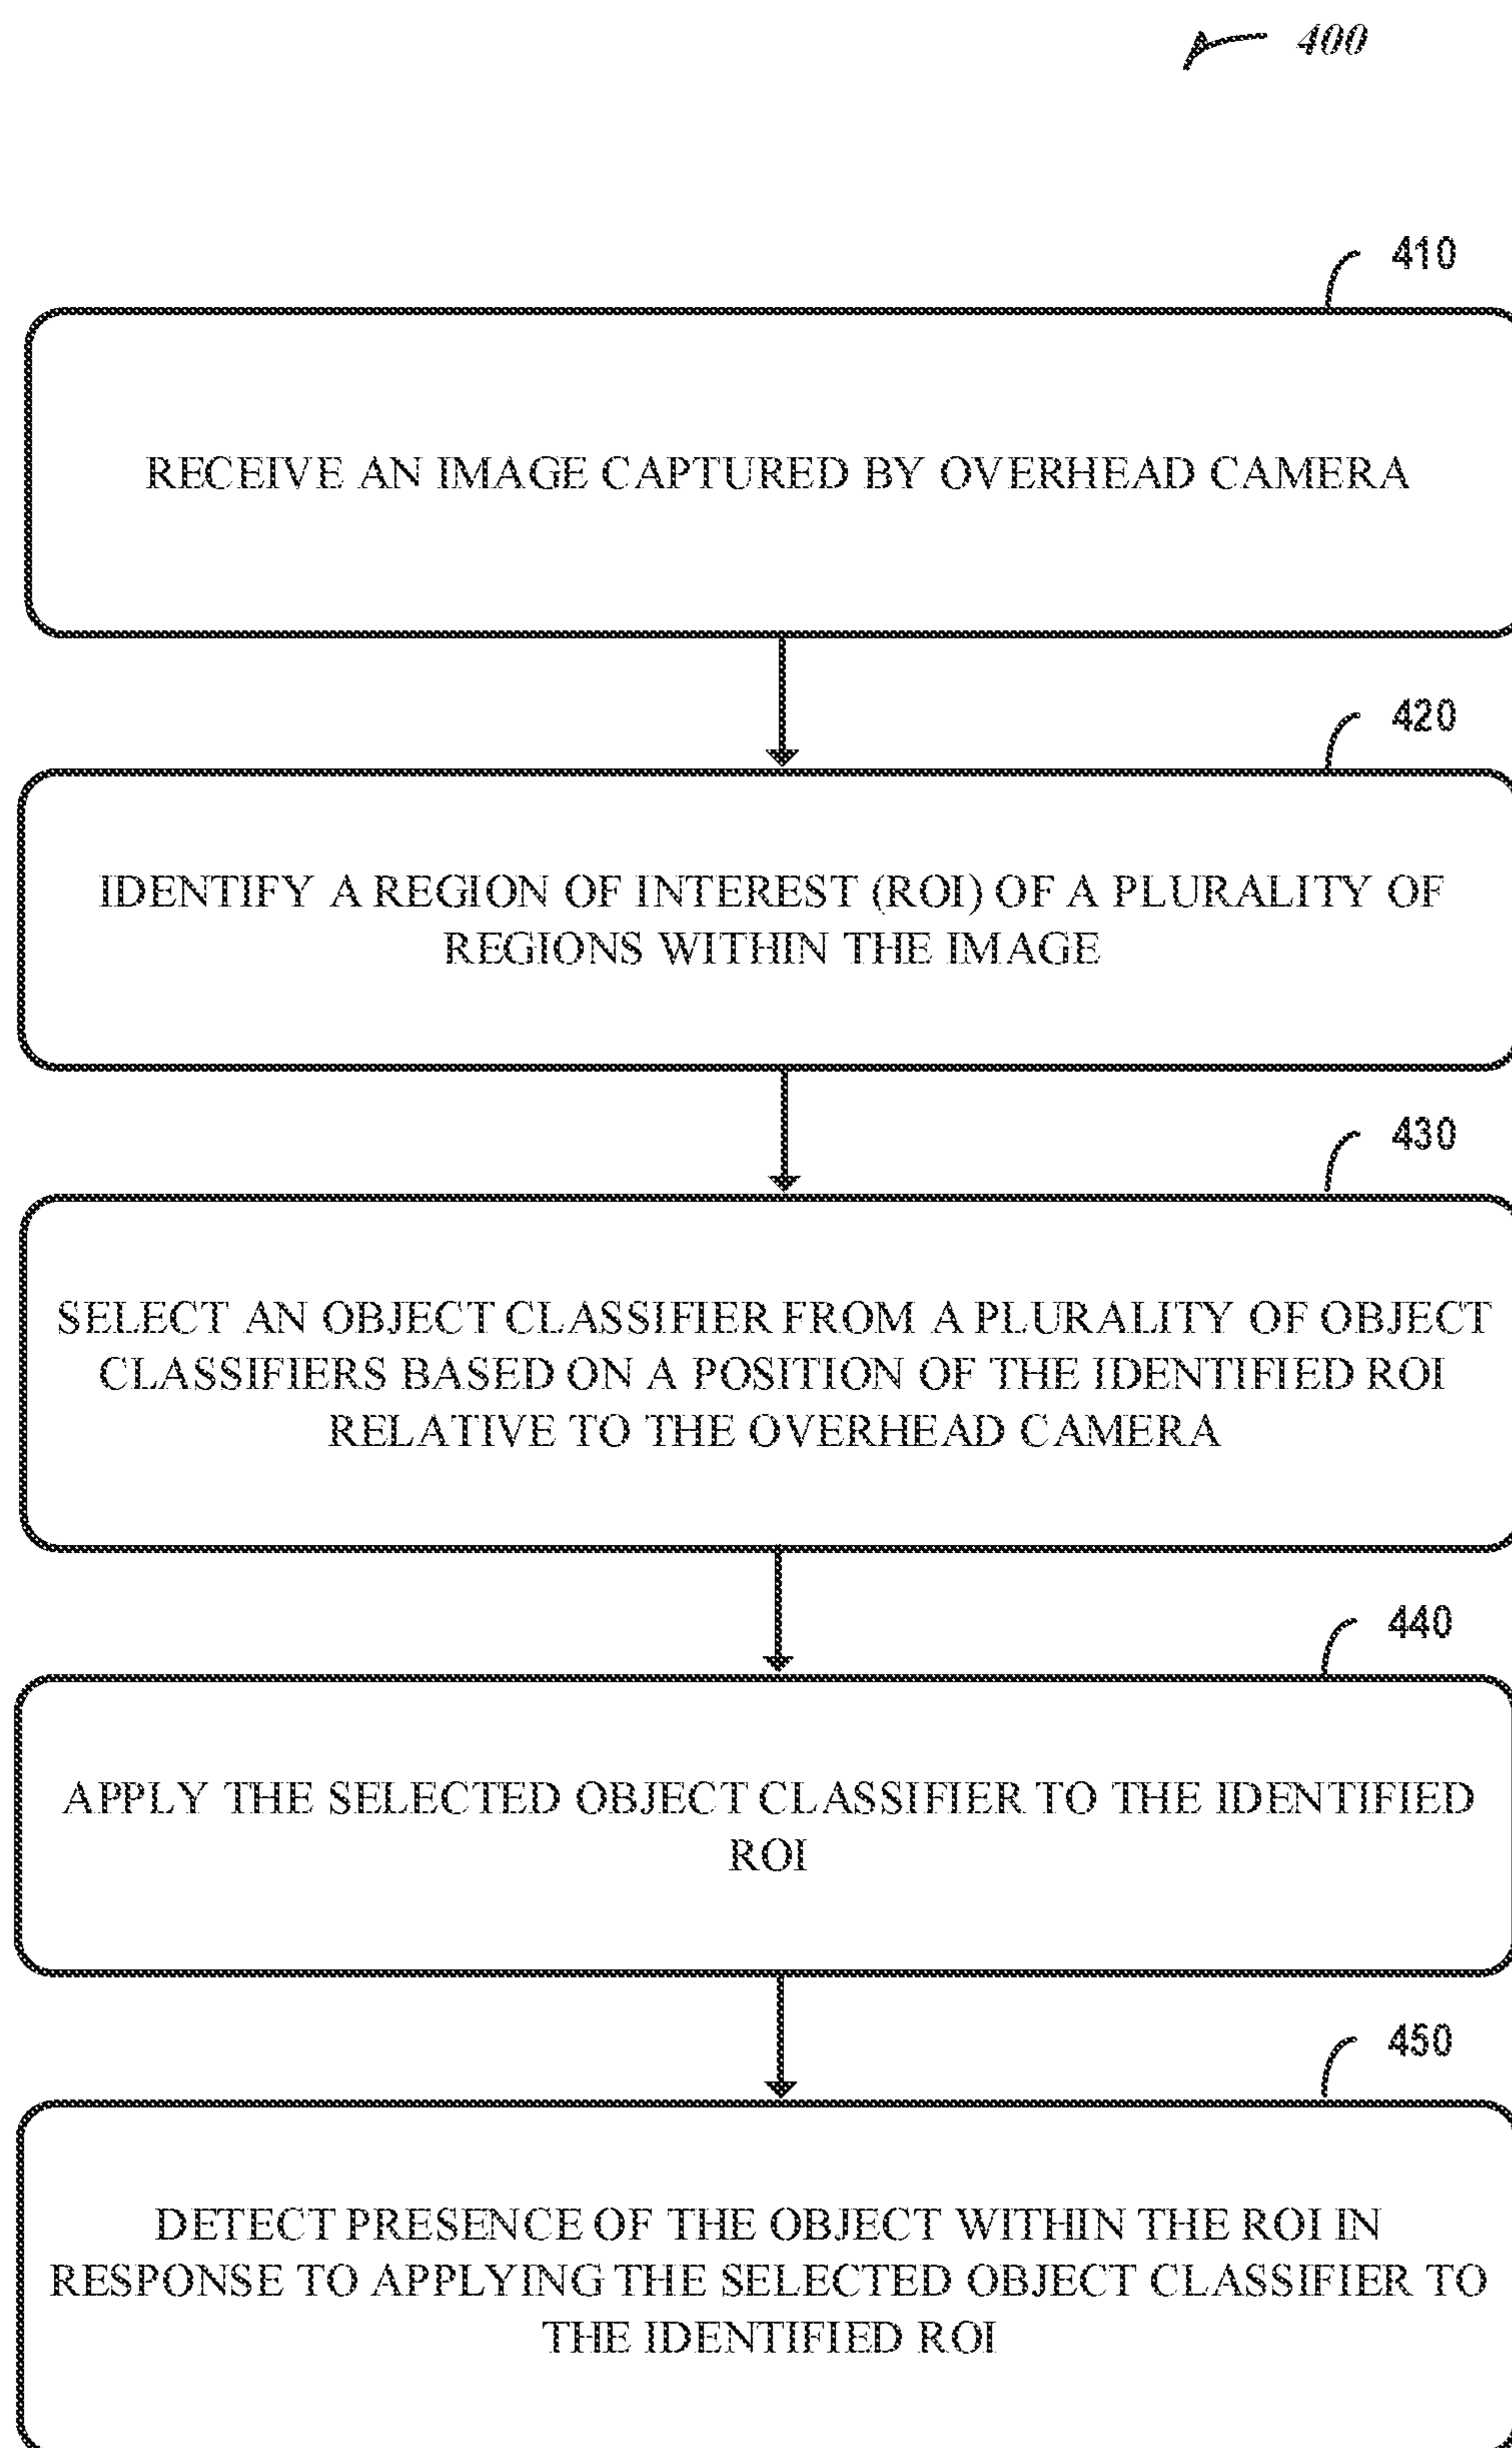 400
410
RECEIVE AN IMAGE CAPTURED BY OVERHEAD CAMERA
420
IDENTIFY A REGION OF INTEREST (ROI) OF A PLURALITY OF
REGIONS WITHIN THE IMAGE
430
SELECT AN OBJECT CLASSIFIER FROM A PLURALITY OF OBJECT
CLASSIFIERS BASED ON A POSITION OF THE IDENTIFIED ROI
RELATIVE TO THE OVERHEAD CAMERA
440
APPLY THE SELECTED OBJECT CLASSIFIER TO THE IDENTIFIED
ROI
450
DETECT PRESENCE OF THE OBJECT WITHIN THE ROI IN
RESPONSE TO APPLYING THE SELECTED OBJECT CLASSIFIER TO
THE IDENTIFIED ROI